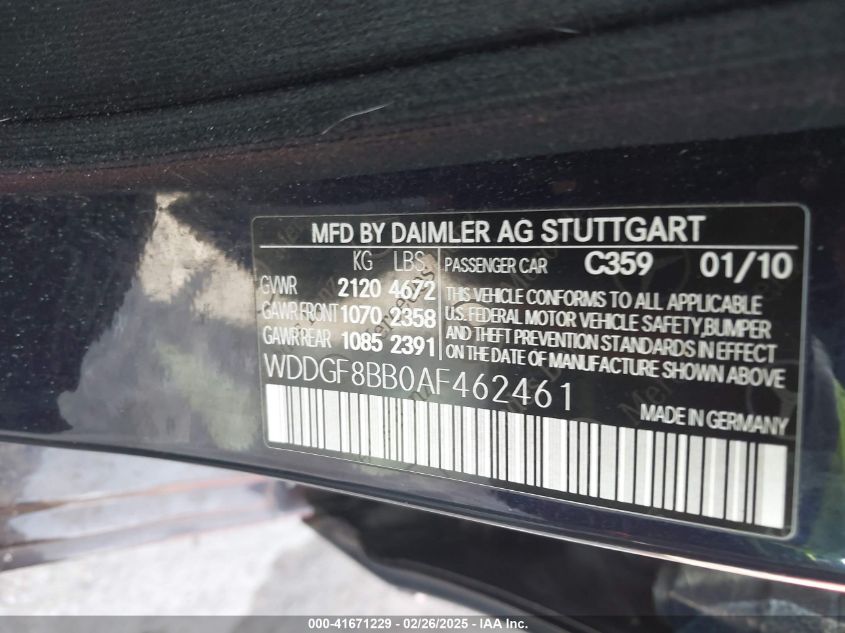 MFD BY DAIMLER AG STUTTGART
KG LBS. PASSENGER CAR C359 01/10
GVWR 2120 4672 THIS VEHICLE CONFORMS TO ALL APPLICABLE
GAWR FRONT 1070 2358 U.S. FEDERAL MOTOR VEHICLE SAFETY, BUMPER
GAWR REAR 1085 2391 AND THEFT PREVENTION STANDARDS IN EFFECT
WDDGF8BB0AF462461 ON THE DATE OF MANUFACTURE SHOWN ABOVE
MADE IN GERMANY
000-41671229 - 02/26/2025 - IAA Inc.